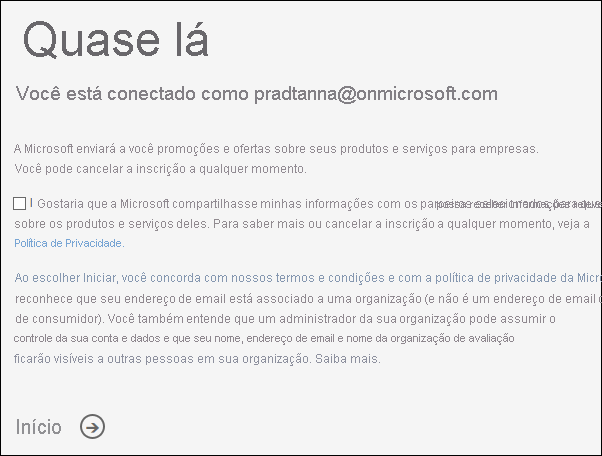 Quase lá
Você está conectado como pradtanna@onmicrosoft.com
A Microsoft enviará a você promoções e ofertas sobre seus produtos e serviços para empresas.
Você pode cancelar a inscrição a qualquer momento.
I Gostaria que a Microsoft compartilhasse minhas informações com os
sobre os produtos e serviços deles. Para saber mais ou cancelar a inscrição a qualquer momento, veja a
Política de Privacidade.
Ao escolher Iniciar, você concorda com nossos termos e condições e com a política de privacidade da Micro
reconhece que seu endereço de email está associado a uma organização (e não é um endereço de email
de consumidor). Você também entende que um administrador da sua organização pode assumir o
controle da sua conta e dados e que seu nome, endereço de email e nome da organização de avaliação
ficarão visíveis a outras pessoas em sua organização. Saiba mais.
Início